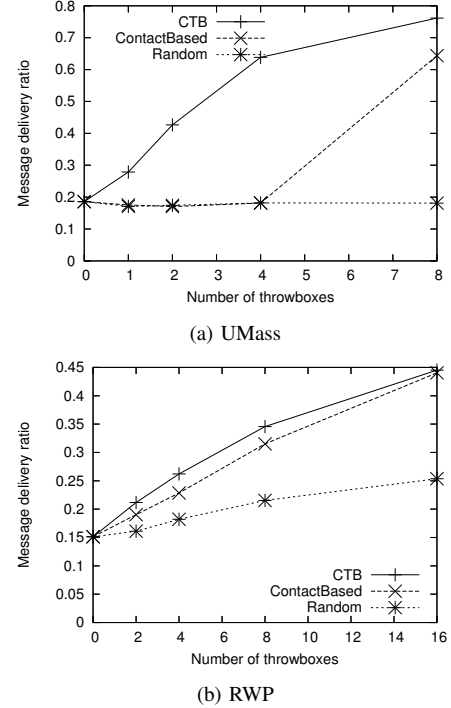 0.8
0.7
0.6
0.5
0.4
0.3
0.2
0.1
0
Message delivery ratio
CTB
ContactBased
Random
0 1 2 3 4 5 6 7 8
Number of throwboxes
(a) UMass
0.45
0.4
0.35
0.3
0.25
0.2
0.15
0.1
0.05
0
Message delivery ratio
CTB
ContactBased
Random
0 2 4 6 8 10 12 14 16
Number of throwboxes
(b) RWP